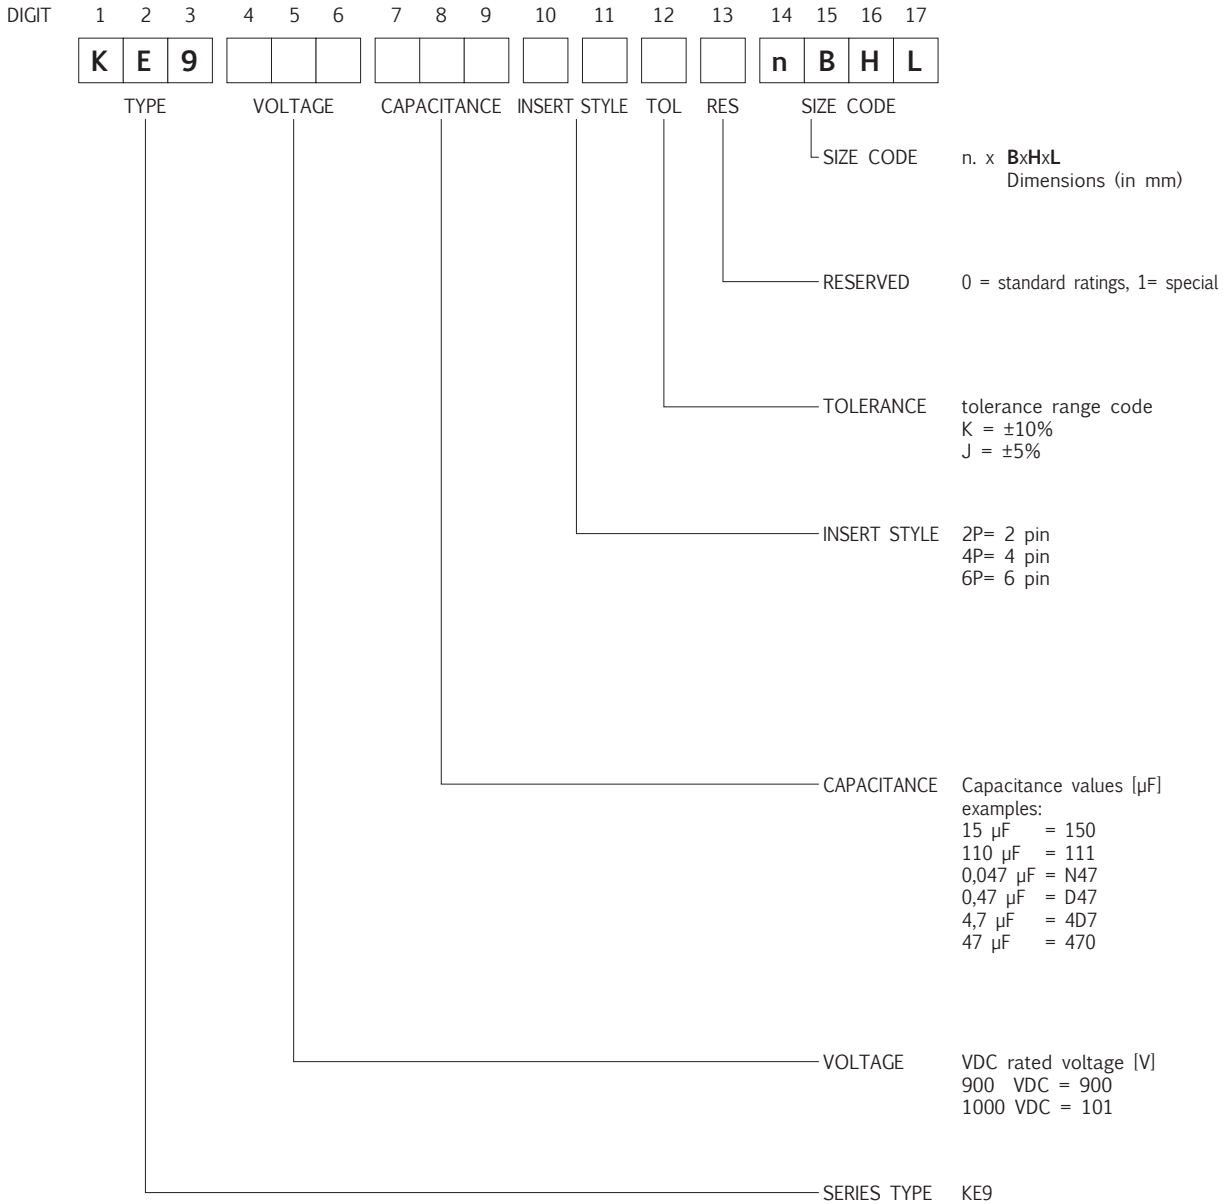 DIGIT 1 2 3 4 5 6 7 8 9 10 11 12 13 14 15 16 17
K E 9 n B H L
TYPE VOLTAGE CAPACITANCE INSERT STYLE TOL RES SIZE CODE
SIZE CODE n. x BxHxL
Dimensions (in mm)
RESERVED 0 = standard ratings, 1= special
TOLERANCE tolerance range code
K = ±10%
J = ±5%
INSERT STYLE 2P= 2 pin
4P= 4 pin
6P= 6 pin
CAPACITANCE Capacitance values [µF]
examples:
15 µF = 150
110 µF = 111
0,047 µF = N47
0,47 µF = D47
4,7 µF = 4D7
47 µF = 470
VOLTAGE VDC rated voltage [V]
900 VDC = 900
1000 VDC = 101
SERIES TYPE KE9